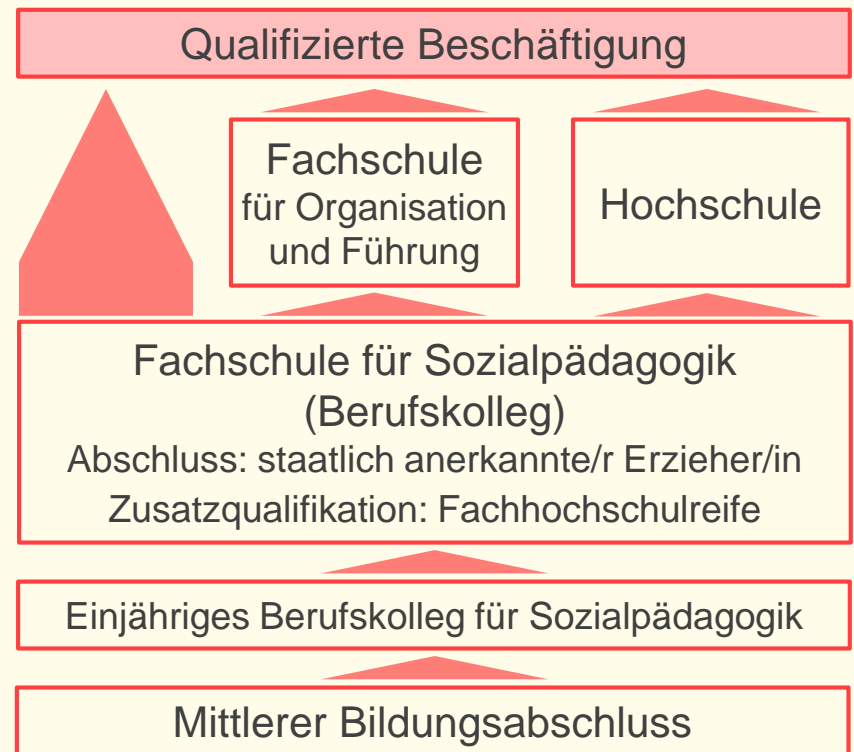 Qualifizierte Beschäftigung
Fachschule
für Organisation
und Führung
Hochschule
Fachschule für Sozialpädagogik
(Berufskolleg)
Abschluss: staatlich anerkannte/r Erzieher/in
Zusatzqualifikation: Fachhochschulreife
Einjähriges Berufskolleg für Sozialpädagogik
Mittlerer Bildungsabschluss